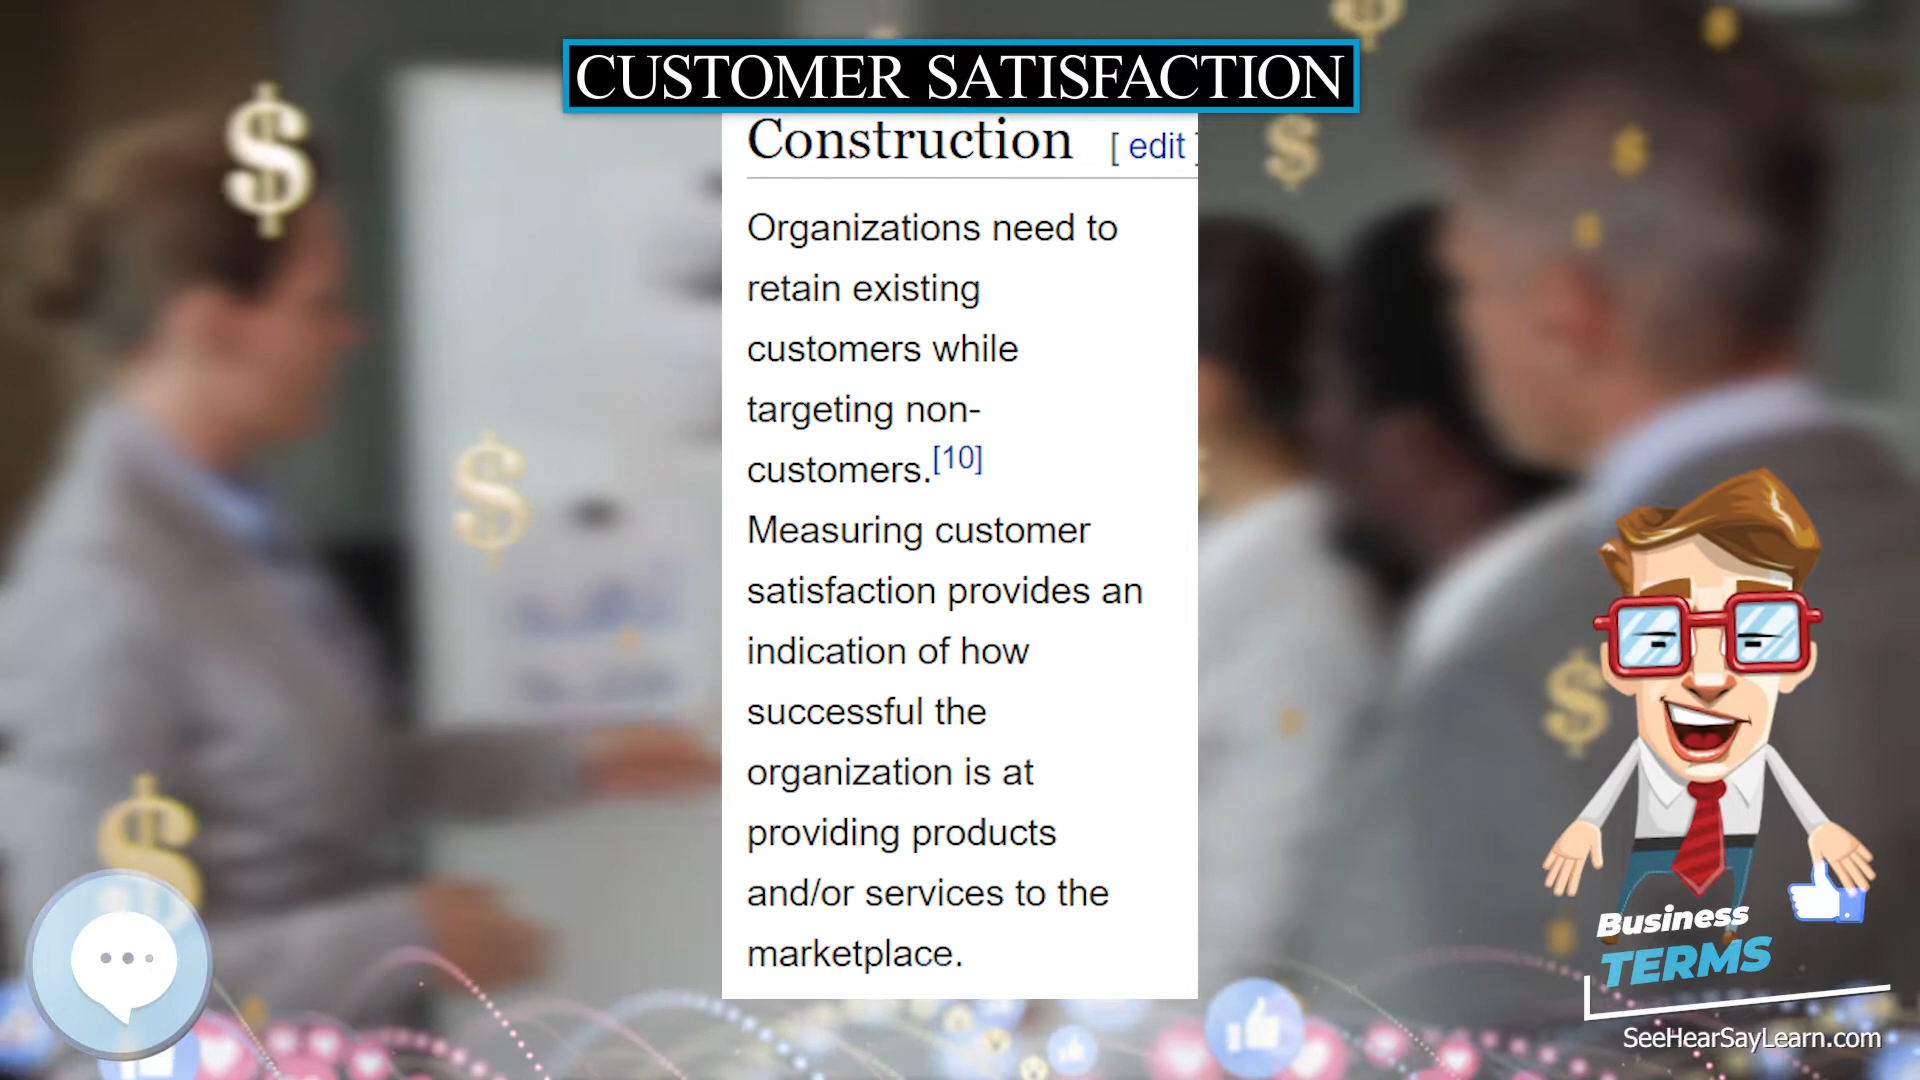 CUSTOMER SATISFACTION
Construction [ edit ]
Organizations need to
retain existing
customers while
targeting non-
customers.[10]
Measuring customer
satisfaction provides an
indication of how
successful the
organization is at
providing products
and/or services to the
marketplace.
Business
TERMS
SeeHearSayLearn.com